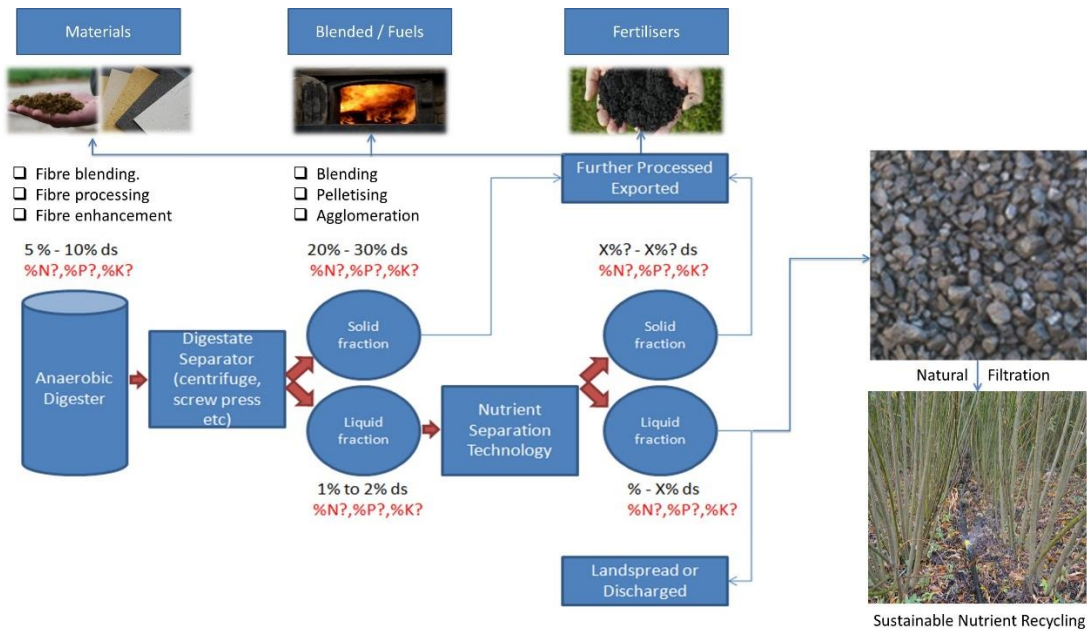 Materials
Blended / Fuels
Fertilisers
Fibre blending.
Fibre processing
Fibre enhancement
Blending
Pelletising
Agglomeration
Further Processed
Exported
5 % - 10% ds
%N?,%P?,%K?
20% - 30% ds
%N?,%P?,%K?
X%? - X%? ds
%N?,%P?,%K?
Anaerobic
Digester
Digestate
Separator
(centrifuge,
screw press
etc)
Solid
fraction
Liquid
fraction
Nutrient
Separation
Technology
Solid
fraction
Liquid
fraction
1% to 2% ds
%N?,%P?,%K?
% - X% ds
%N?,%P?,%K?
Landspread or
Discharged
Natural Filtration
Sustainable Nutrient Recycling